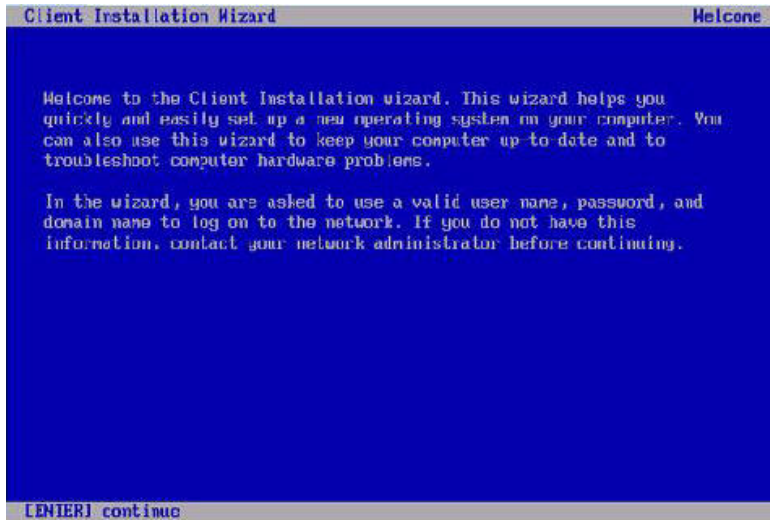 Client Installation Wizard
Welcome
Welcome to the Client Installation wizard. This wizard helps you
quickly and easily set up a new operating system on your computer. You
can also use this wizard to keep your computer up-to-date and to
troubleshoot computer hardware problems.
In the wizard, you are asked to use a valid user name, password, and
domain name to log on to the network. If you do not have this
information, contact your network administrator before continuing.
[ENTER] continue